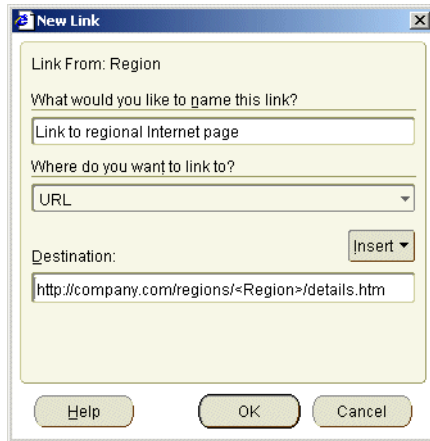 New Link
Link From: Region
What would you like to name this link?
Link to regional Internet page
Where do you want to link to?
URL
Insert
Destination:
http://company.com/regions/<Region>/details.htm
Help OK Cancel